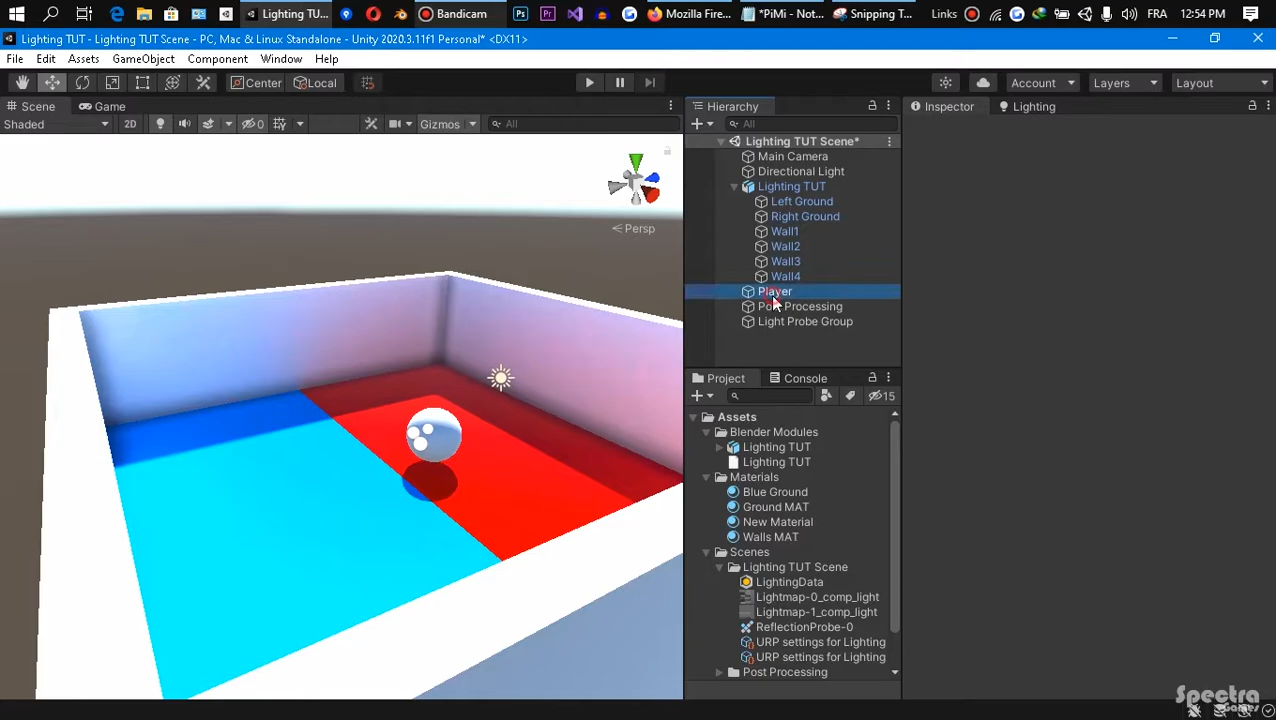 Lighting TU...
Bandicam
Mozilla Fire...
*PiMi - Not...
Snipping T...
Links
FRA
12:54 PM
Lighting TUT - Lighting TUT Scene - PC, Mac & Linux Standalone - Unity 2020.3.11f1 Personal* <DX11>
File Edit Assets GameObject Component Window Help
Center Local
Account Layers Layout
Scene Game
Hierarchy
Inspector Lighting
Shaded 2D 0 Gizmos All
All
Lighting TUT Scene*
Main Camera
Directional Light
Lighting TUT
Left Ground
Right Ground
Wall1
Wall2
Wall3
Wall4
Player
Post Processing
Light Probe Group
Persp
Project Console
15
Assets
Blender Modules
Lighting TUT
Lighting TUT
Materials
Blue Ground
Ground MAT
New Material
Walls MAT
Scenes
Lighting TUT Scene
LightingData
Lightmap-0_comp_light
Lightmap-1_comp_light
ReflectionProbe-0
URP settings for Lighting
URP settings for Lighting
Post Processing
Spectra
Games